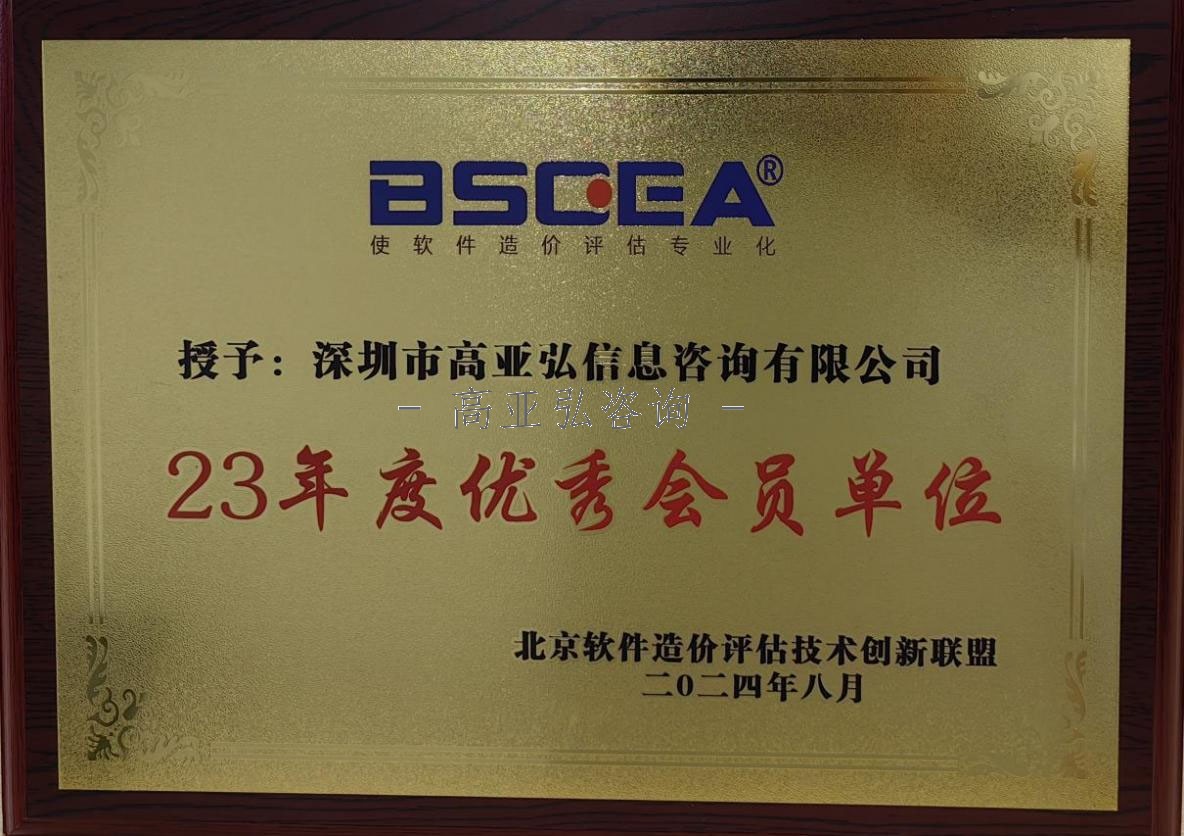 BSCEA®
使软件造价评估专业化
授予：深圳市高亚弘信息咨询有限公司
- 高亚弘咨询 -
23年度优秀会员单位
北京软件造价评估技术创新联盟
二〇二四年八月